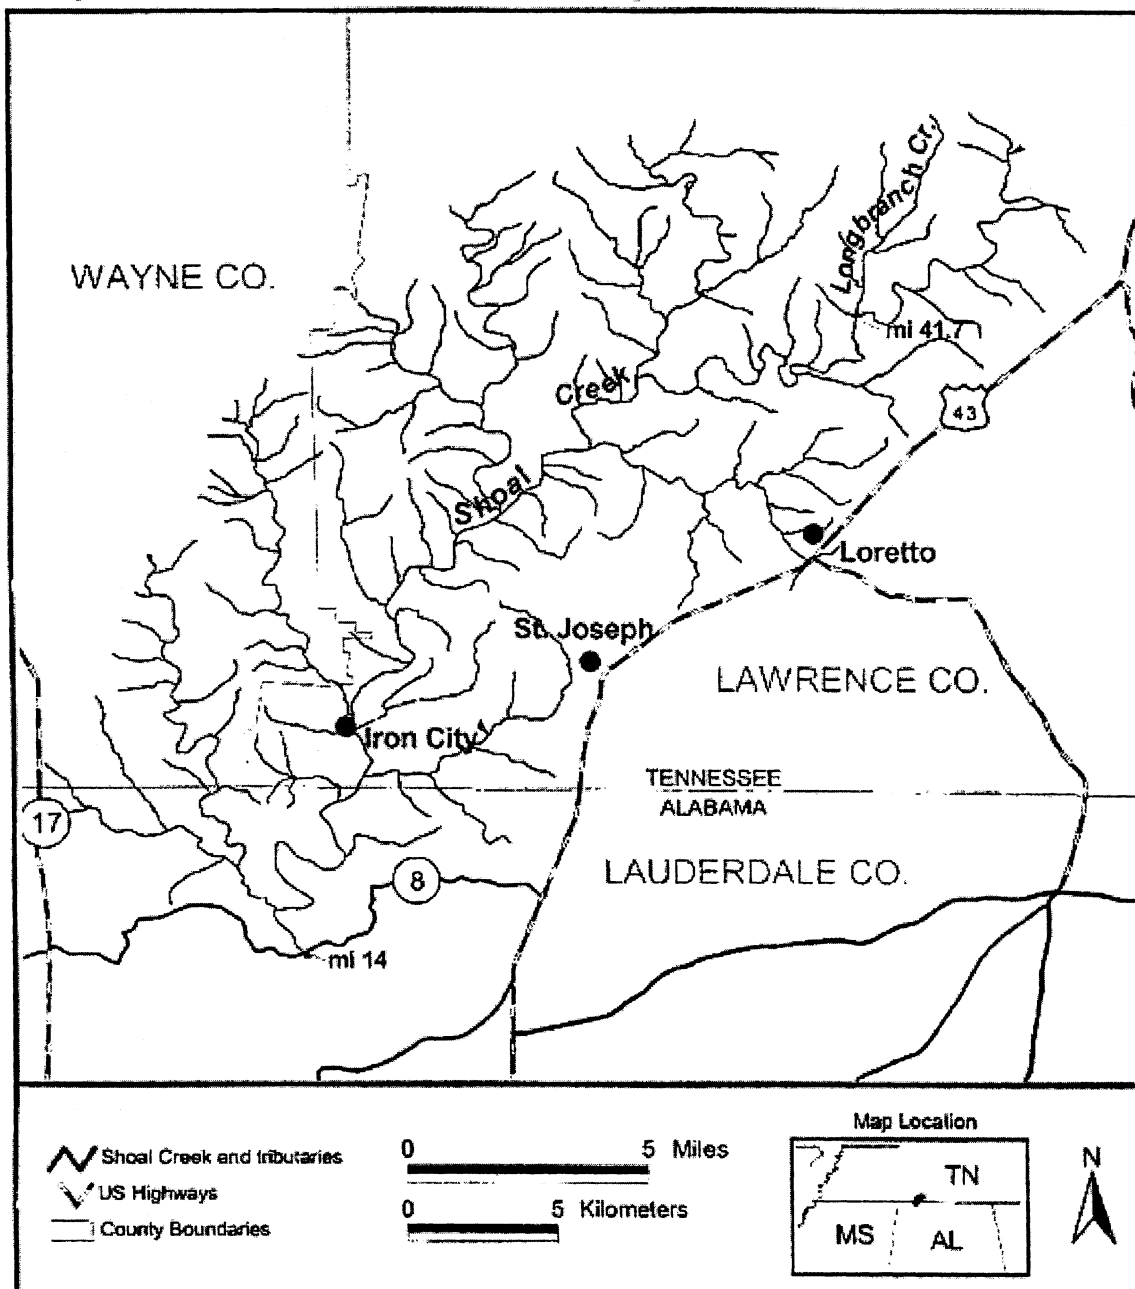 Longbranch Cr.
WAYNE CO.
mi 41.7
Creek
43
Shoal
Loretto
St. Joseph
LAWRENCE CO.
Iron City
TENNESSEE
ALABAMA
17
8
LAUDERDALE CO.
mi 14
Map Location
Shoal Creek and tributaries
US Highways
County Boundaries
0 5 Miles
0 5 Kilometers
TN
MS AL
N